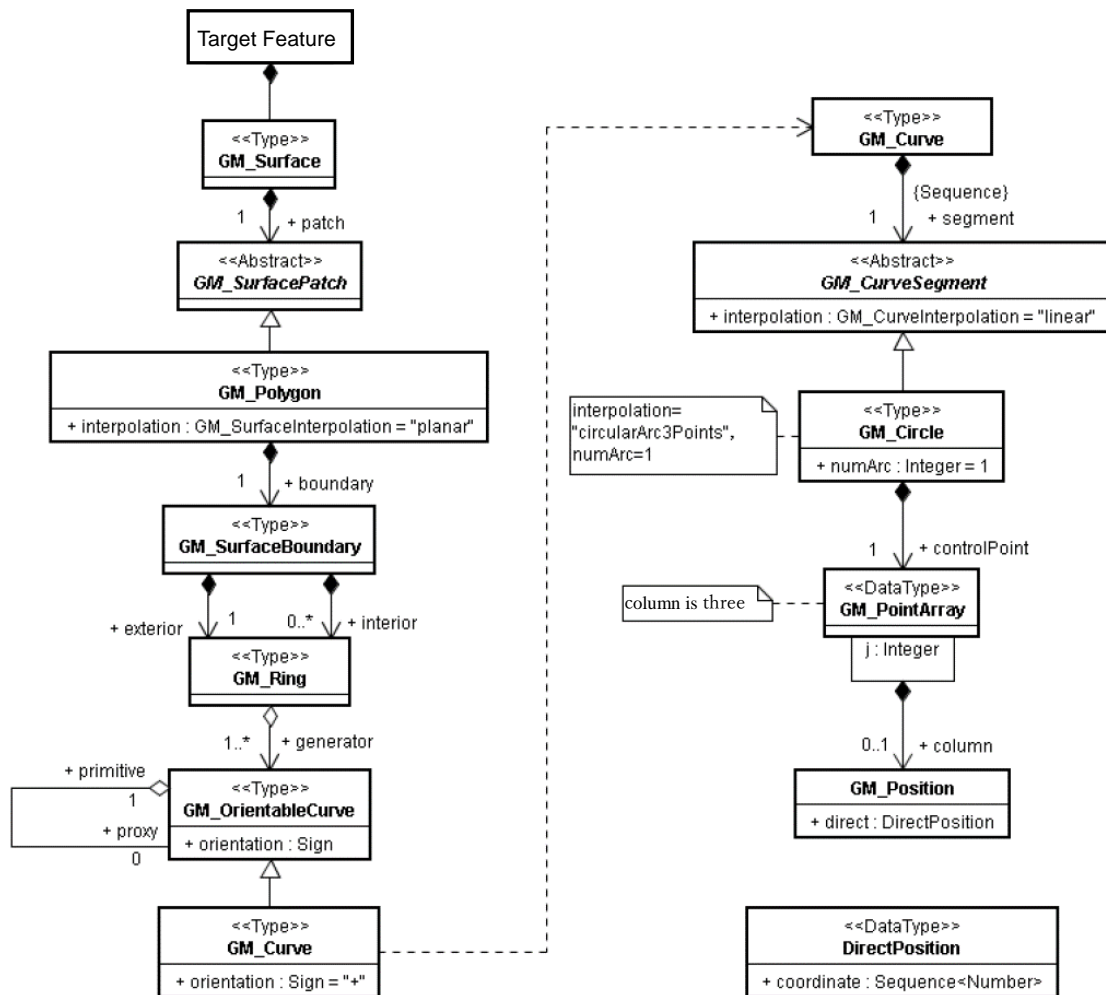 Target Feature
<<Type>>
GM_Surface
1
+ patch
<<Abstract>>
GM_SurfacePatch
<<Type>>
GM_Polygon
+ interpolation : GM_SurfaceInterpolation = "planar"
1
+ boundary
<<Type>>
GM_SurfaceBoundary
+ exterior
1
0..*
+ interior
<<Type>>
GM_Ring
1..*
+ generator
+ primitive
1
+ proxy
0
<<Type>>
GM_OrientableCurve
+ orientation : Sign
<<Type>>
GM_Curve
+ orientation : Sign = "+"
<<Type>>
GM_Curve
{Sequence}
1
+ segment
<<Abstract>>
GM_CurveSegment
+ interpolation : GM_CurveInterpolation = "linear"
interpolation=
"circularArc3Points",
numArc=1
<<Type>>
GM_Circle
+ numArc : Integer = 1
1
+ controlPoint
column is three
<<DataType>>
GM_PointArray
j : Integer
0..1
+ column
GM_Position
+ direct : DirectPosition
<<DataType>>
DirectPosition
+ coordinate : Sequence<Number>